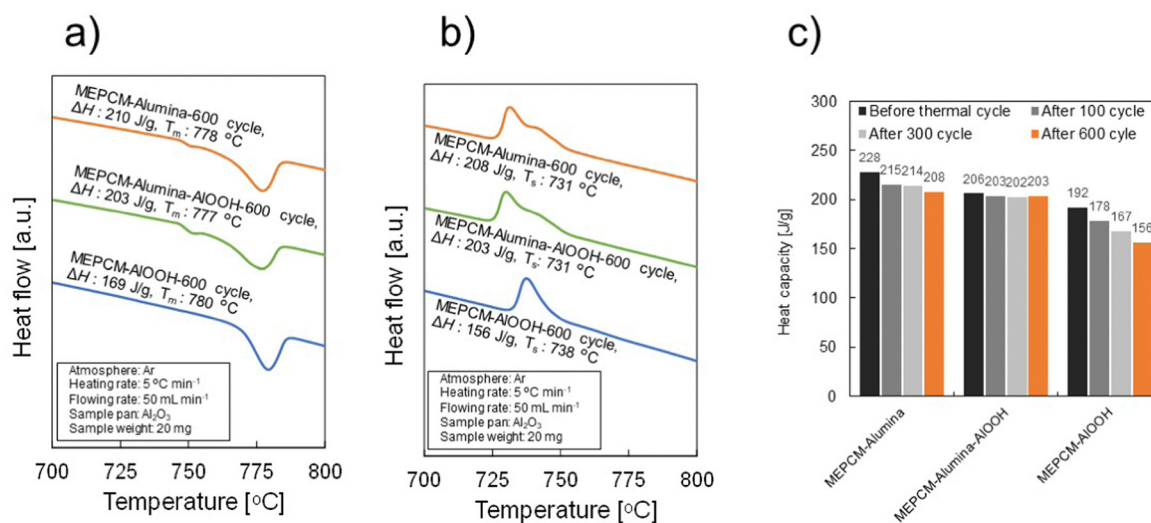 a)
MEPCM-Alumina-600 cycle,
ΔH : 210 J/g, Tm : 778 °C
MEPCM-Alumina-AlOOH-600 cycle,
ΔH : 203 J/g, Tm : 777 °C
MEPCM-AlOOH-600 cycle,
ΔH : 169 J/g, Tm : 780 °C
Heat flow [a.u.]
Atmosphere: Ar
Heating rate: 5 °C min⁻¹
Flowing rate: 50 mL min⁻¹
Sample pan: Al₂O₃
Sample weight: 20 mg
700 725 750 775 800
Temperature [°C]
b)
MEPCM-Alumina-600 cycle,
ΔH : 208 J/g, Ts : 731 °C
MEPCM-Alumina-AlOOH-600 cycle,
ΔH : 203 J/g, Ts. : 731 °C
MEPCM-AlOOH-600 cycle,
ΔH : 156 J/g, Ts : 738 °C
Heat flow [a.u.]
Atmosphere: Ar
Heating rate: 5 °C min⁻¹
Flowing rate: 50 mL min⁻¹
Sample pan: Al₂O₃
Sample weight: 20 mg
700 725 750 775 800
Temperature [°C]
c)
Before thermal cycle After 100 cycle
After 300 cycle After 600 cyle
Heat capacity [J/g]
300
250
200
150
100
50
0
228 215 214 208
206 203 202 203
192 178 167 156
MEPCM-Alumina
MEPCM-Alumina-AlOOH
MEPCM-AlOOH